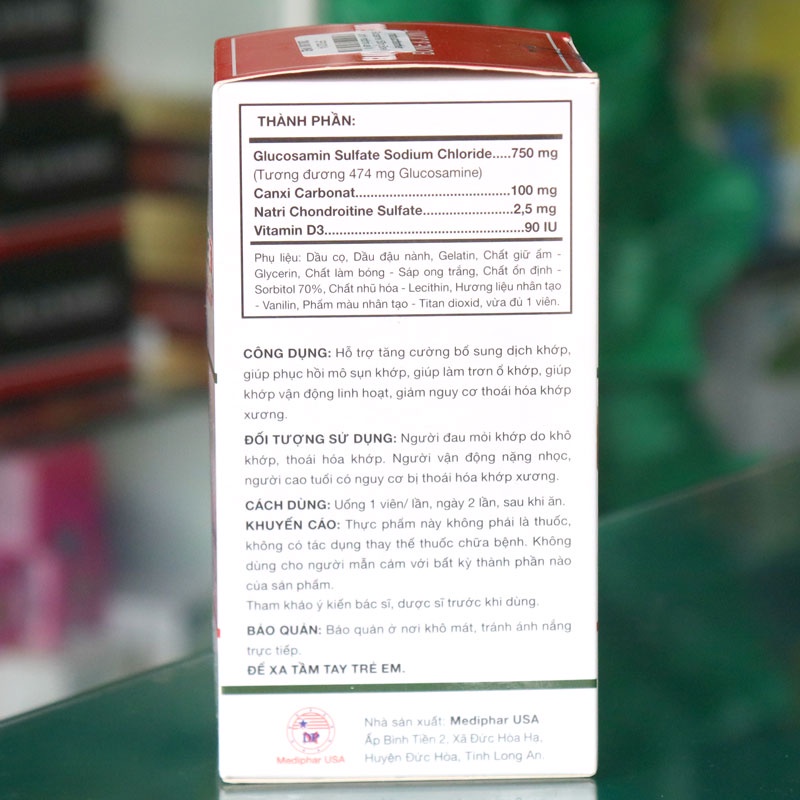 THÀNH PHẦN:
Glucosamin Sulfate Sodium Chloride.....750 mg
(Tương đương 474 mg Glucosamine)
Canxi Carbonat........................................100 mg
Natri Chondroitine Sulfate.......................2,5 mg
Vitamin D3...................................................90 IU
Phụ liệu: Dầu cọ, Dầu đậu nành, Gelatin, Chất giữ ẩm -
Glycerin, Chất làm bóng - Sáp ong trắng, Chất ổn định -
Sorbitol 70%, Chất nhũ hóa - Lecithin, Hương liệu nhân tạo
- Vanilin, Phẩm màu nhân tạo - Titan dioxid, vừa đủ 1 viên.
CÔNG DỤNG: Hỗ trợ tăng cường bổ sung dịch khớp,
giúp phục hồi mô sụn khớp, giúp làm trơn ổ khớp, giúp
khớp vận động linh hoạt, giảm nguy cơ thoái hóa khớp
xương.
ĐỐI TƯỢNG SỬ DỤNG: Người đau mỏi khớp do khô
khớp, thoái hóa khớp. Người vận động nặng nhọc,
người cao tuổi có nguy cơ bị thoái hóa khớp xương.
CÁCH DÙNG: Uống 1 viên/ lần, ngày 2 lần, sau khi ăn.
KHUYẾN CÁO: Thực phẩm này không phải là thuốc,
không có tác dụng thay thế thuốc chữa bệnh. Không
dùng cho người mẫn cảm với bất kỳ thành phần nào
của sản phẩm.
Tham khảo ý kiến bác sĩ, dược sĩ trước khi dùng.
BẢO QUẢN: Bảo quản ở nơi khô mát, tránh ánh nắng
trực tiếp.
ĐỂ XA TẦM TAY TRẺ EM.
Nhà sản xuất: Mediphar USA
Ấp Bình Tiền 2, Xã Đức Hòa Hạ,
Huyện Đức Hòa, Tỉnh Long An.
Mediphar USA